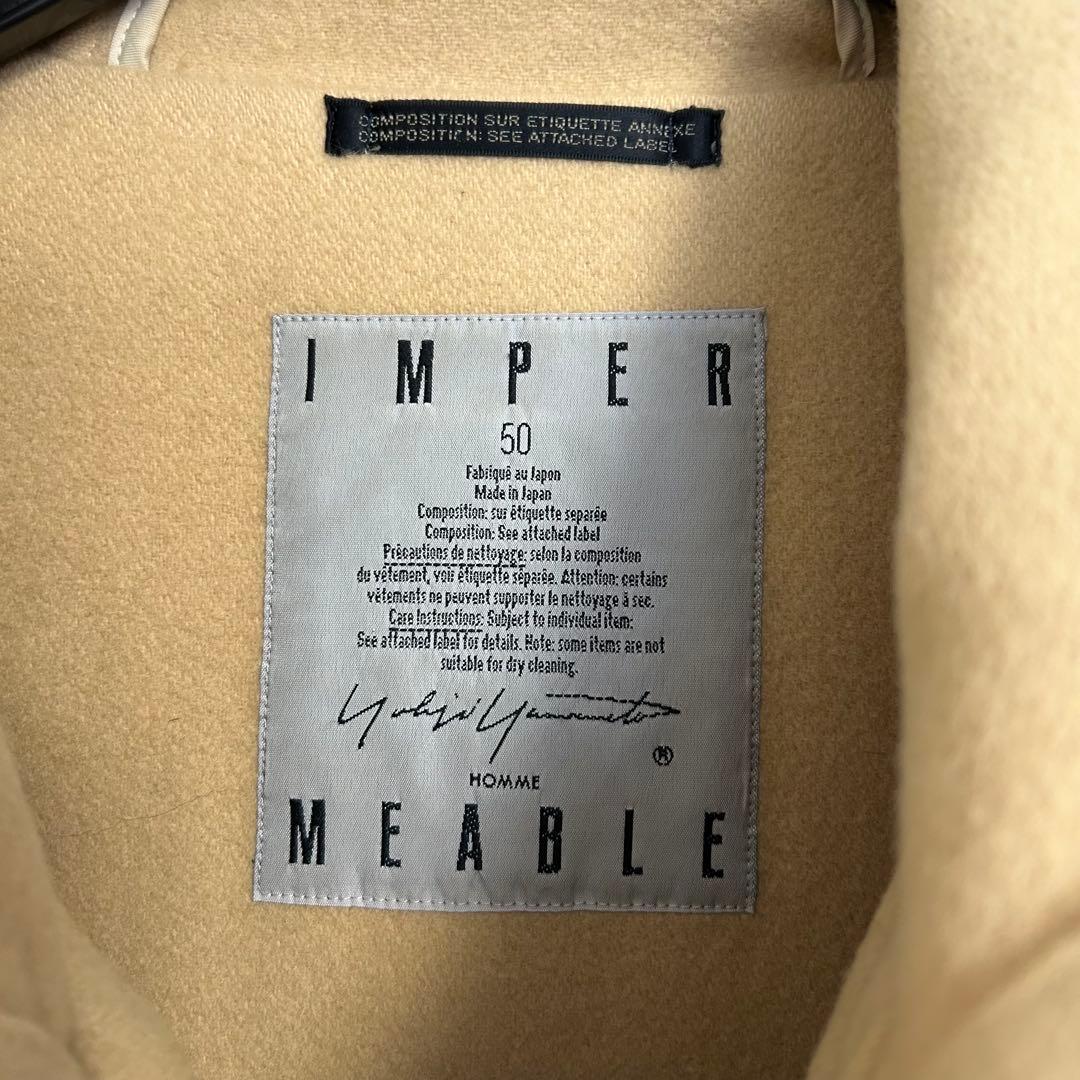 COMPOSITION SUR ETIQUETTE ANNEXE
COMPOSITION: SEE ATTACHED LABEL
IMPER
50
Fabriqué au Japon
Made in Japan
Composition: sur étiquette separée
Composition: See attached label
Précautions de nettoyage: selon la composition
du vêtement, voir étiquette séparée. Attention: certains
vêtements ne peuvent supporter le nettoyage à sec.
Care Instructions: Subject to individual item:
See attached label for details. Note: some items are not
suitable for dry cleaning.
Yohji Yamamoto
®
HOMME
MEABLE